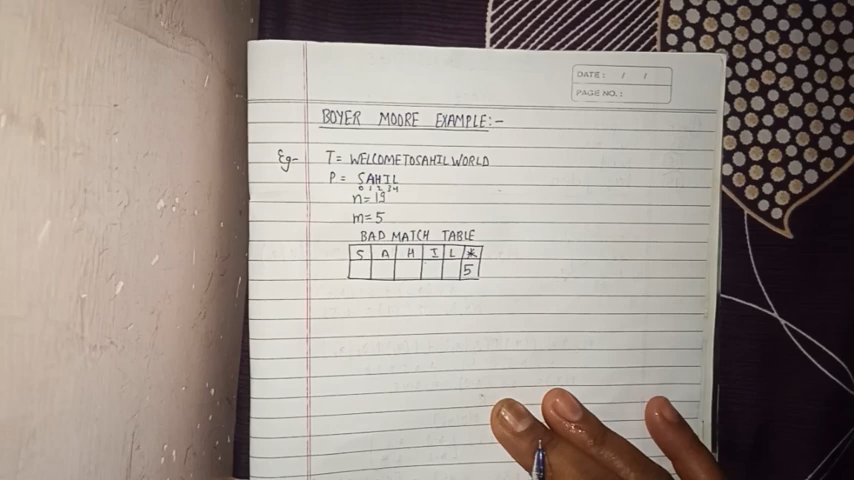 DATE: / /
PAGE NO.:
BOYER MOORE EXAMPLE:-
Eg- T= WELCOMETOSAHILWORLD
P= SAHIL
0 1 2 3 4
n=19
m=5
BAD MATCH TABLE
S A H I L *
5